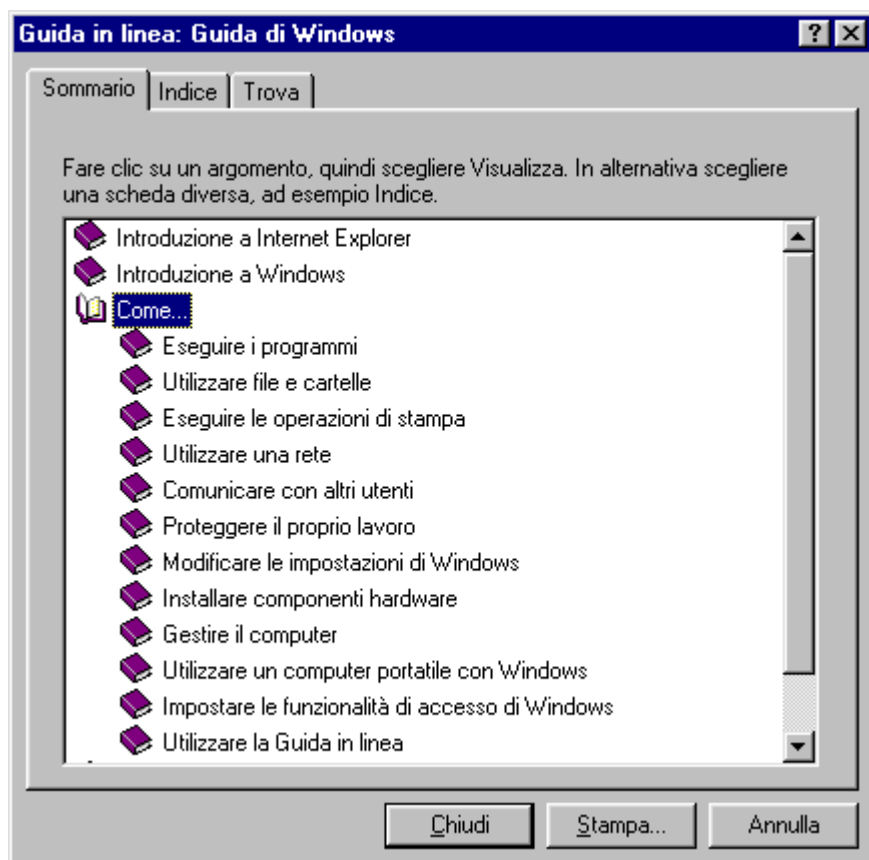 Guida in linea: Guida di Windows
Sommario Indice Trova
Fare clic su un argomento, quindi scegliere Visualizza. In alternativa scegliere
una scheda diversa, ad esempio Indice.
Introduzione a Internet Explorer
Introduzione a Windows
Come...
Eseguire i programmi
Utilizzare file e cartelle
Eseguire le operazioni di stampa
Utilizzare una rete
Comunicare con altri utenti
Proteggere il proprio lavoro
Modificare le impostazioni di Windows
Installare componenti hardware
Gestire il computer
Utilizzare un computer portatile con Windows
Impostare le funzionalità di accesso di Windows
Utilizzare la Guida in linea
Chiudi Stampa... Annulla